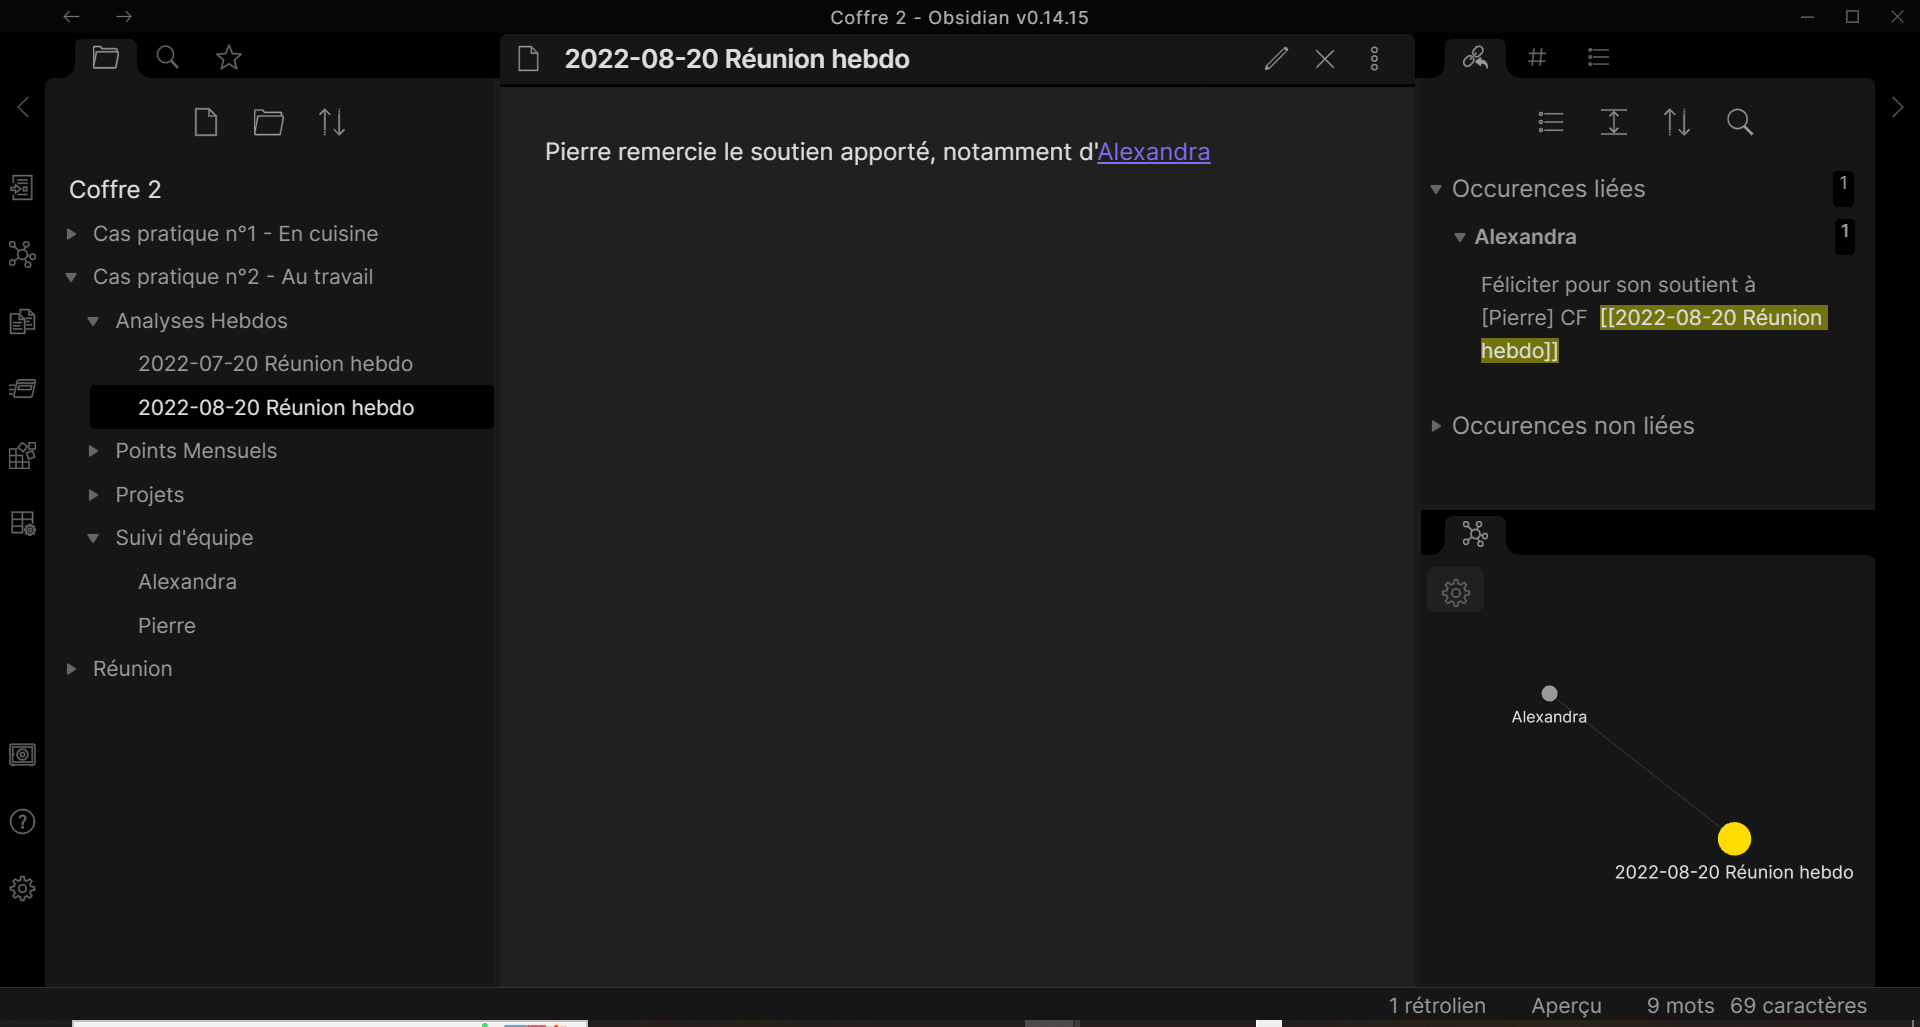 Coffre 2 - Obsidian v0.14.15
2022-08-20 Réunion hebdo
Coffre 2
Cas pratique n°1 - En cuisine
Cas pratique n°2 - Au travail
Analyses Hebdos
2022-07-20 Réunion hebdo
2022-08-20 Réunion hebdo
Points Mensuels
Projets
Suivi d'équipe
Alexandra
Pierre
Réunion
Pierre remercie le soutien apporté, notamment d'Alexandra
Occurences liées 1
Alexandra 1
Féliciter pour son soutien à
[Pierre] CF [[2022-08-20 Réunion
hebdo]]
Occurences non liées
Alexandra
2022-08-20 Réunion hebdo
1 rétrolien Aperçu 9 mots 69 caractères